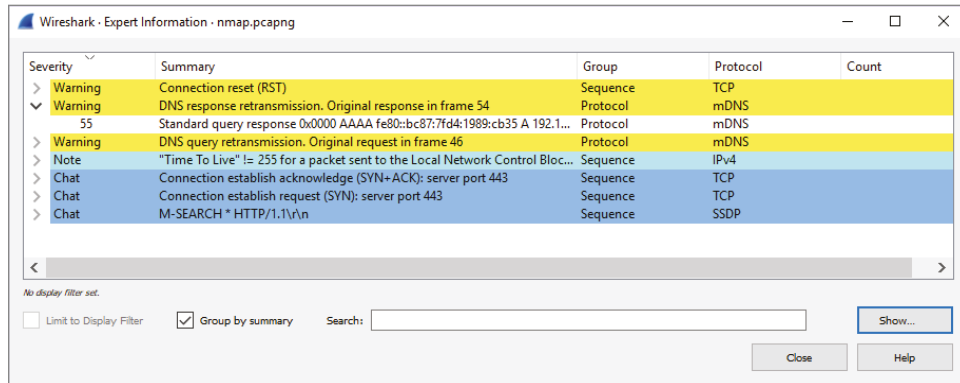 Wireshark · Expert Information · nmap.pcapng
Severity Summary Group Protocol Count
Warning Connection reset (RST) Sequence TCP
Warning DNS response retransmission. Original response in frame 54 Protocol mDNS
55 Standard query response 0x0000 AAAA fe80::bc87:7fd4:1989:cb35 A 192.1... Protocol mDNS
Warning DNS query retransmission. Original request in frame 46 Protocol mDNS
Note "Time To Live" != 255 for a packet sent to the Local Network Control Bloc... Sequence IPv4
Chat Connection establish acknowledge (SYN+ACK): server port 443 Sequence TCP
Chat Connection establish request (SYN): server port 443 Sequence TCP
Chat M-SEARCH * HTTP/1.1\r\n Sequence SSDP
No display filter set.
Limit to Display Filter Group by summary Search: Show...
Close Help